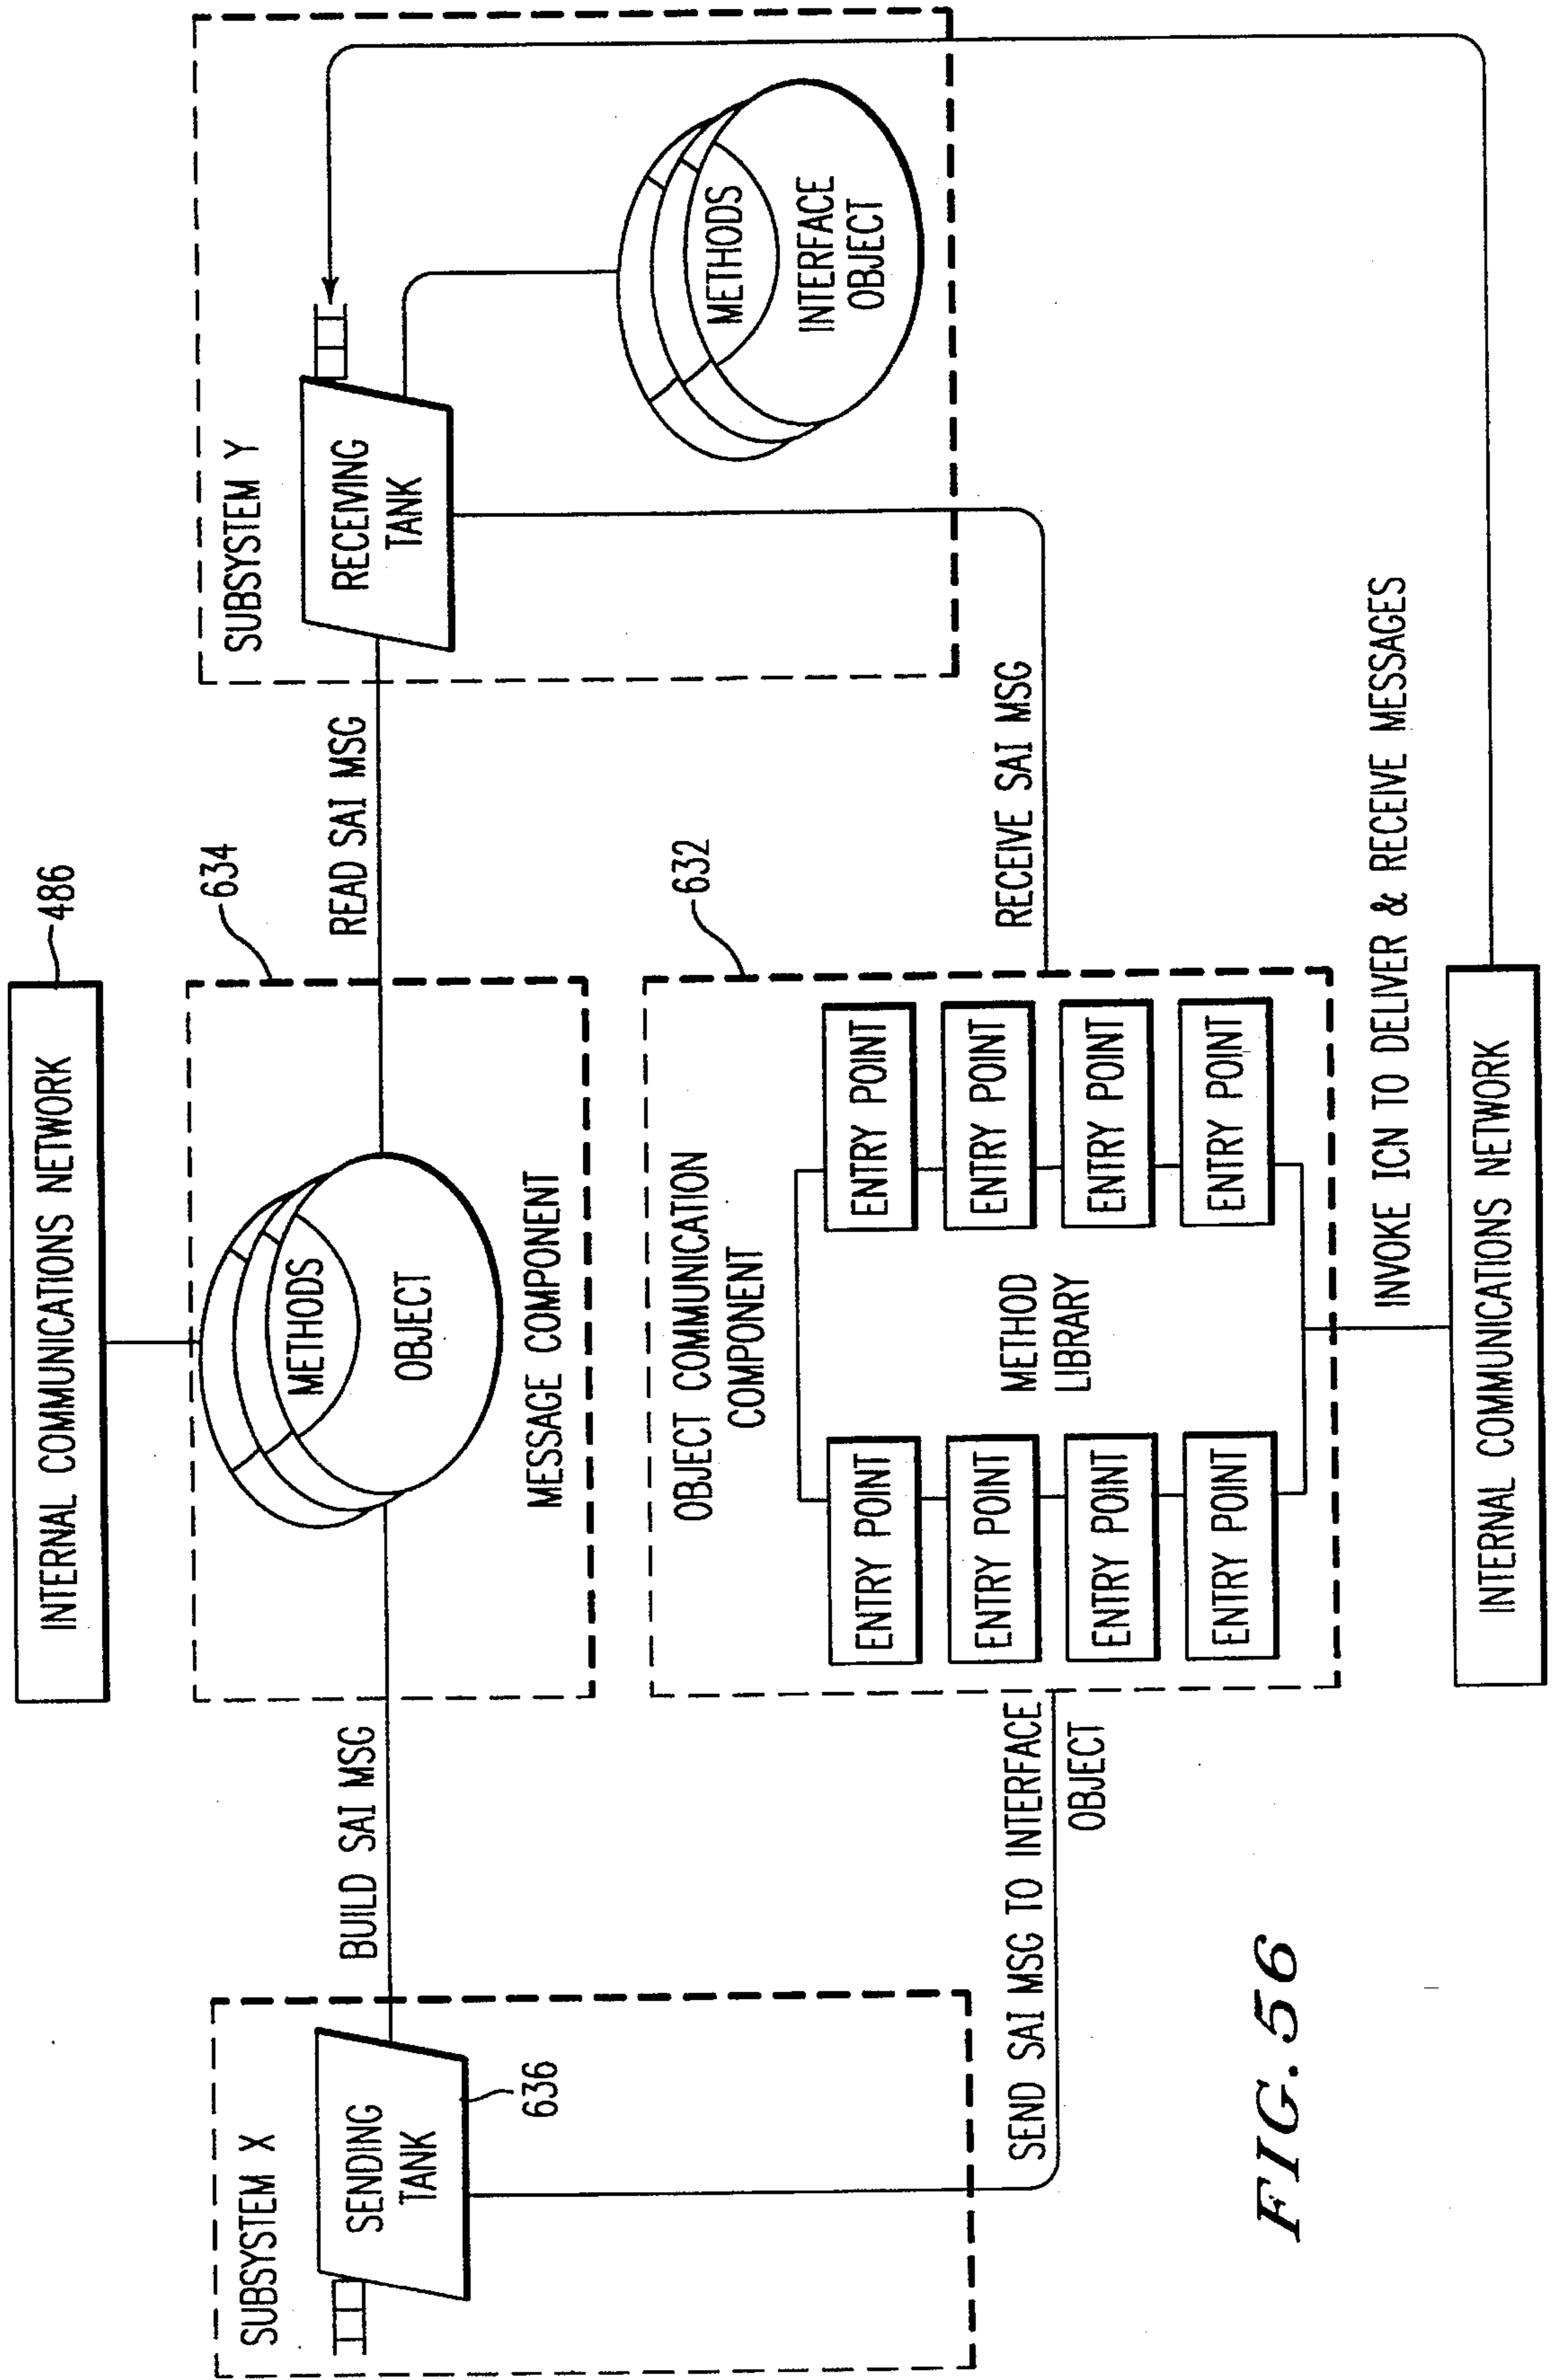 INTERNAL COMMUNICATIONS NETWORK
486
SUBSYSTEM X
SENDING
TANK
636
BUILD SAI MSG
634
METHODS
OBJECT
MESSAGE COMPONENT
READ SAI MSG
SUBSYSTEM Y
RECEIVING
TANK
METHODS
INTERFACE
OBJECT
632
OBJECT COMMUNICATION
COMPONENT
ENTRY POINT
ENTRY POINT
ENTRY POINT
ENTRY POINT
METHOD
LIBRARY
ENTRY POINT
ENTRY POINT
ENTRY POINT
ENTRY POINT
SEND SAI MSG TO INTERFACE
OBJECT
RECEIVE SAI MSG
INVOKE ICN TO DELIVER & RECEIVE MESSAGES
INTERNAL COMMUNICATIONS NETWORK
FIG. 56